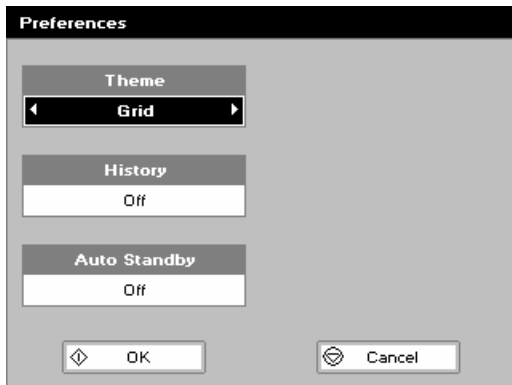 Preferences
Theme
Grid
History
Off
Auto Standby
Off
OK
Cancel